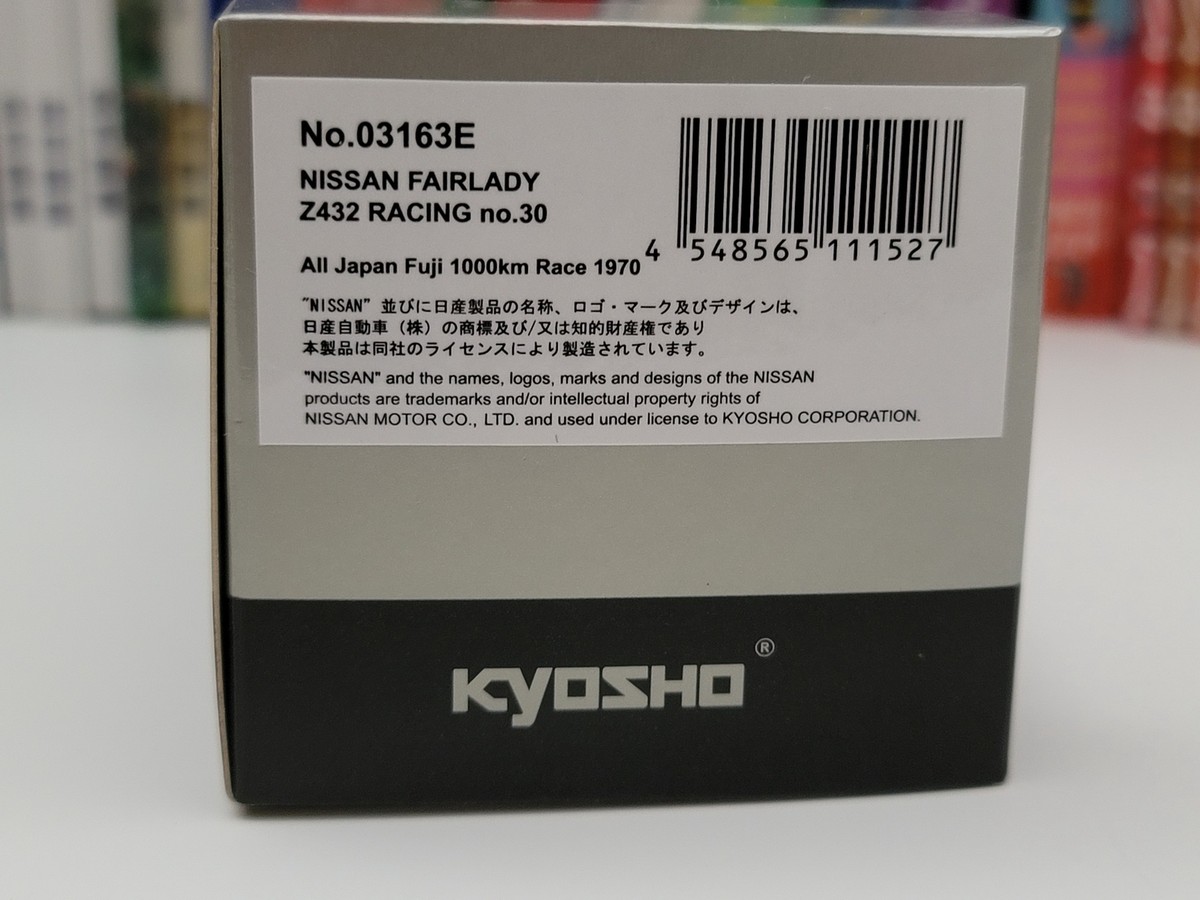 No.03163E
NISSAN FAIRLADY
Z432 RACING no.30
All Japan Fuji 1000km Race 1970
4 548565 111527
"NISSAN" 並びに日産製品の名称、ロゴ・マーク及びデザインは、
日産自動車（株）の商標及び/又は知的財産権であり
本製品は同社のライセンスにより製造されています。
"NISSAN" and the names, logos, marks and designs of the NISSAN
products are trademarks and/or intellectual property rights of
NISSAN MOTOR CO., LTD. and used under license to KYOSHO CORPORATION.
KYOSHO®